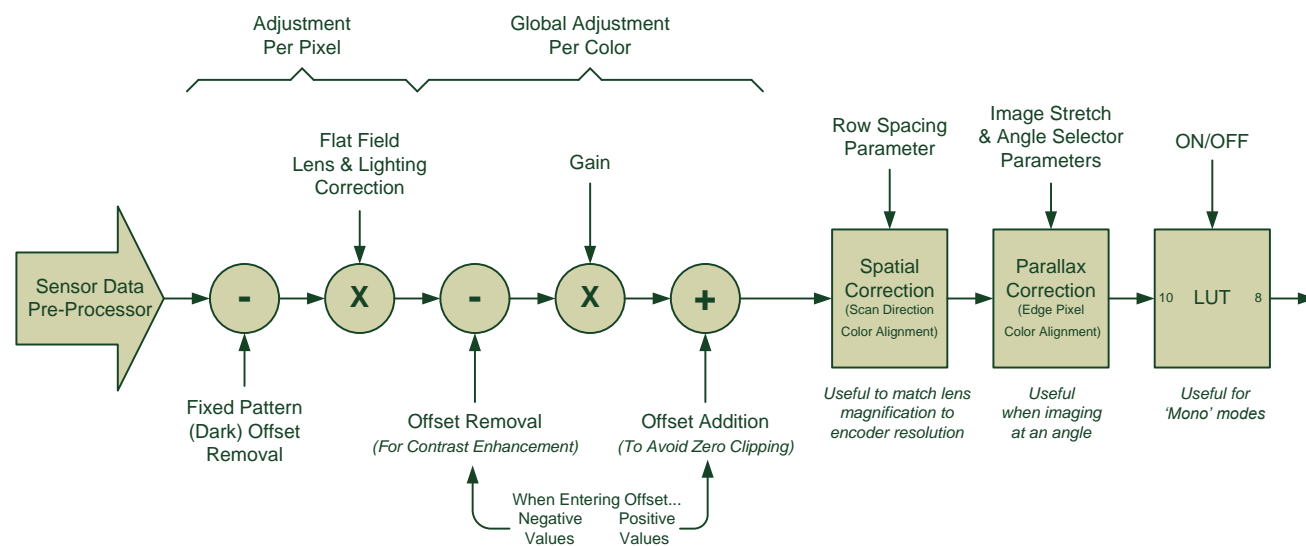 Adjustment
Per Pixel
Global Adjustment
Per Color
Flat Field
Lens & Lighting
Correction
Gain
Row Spacing
Parameter
Image Stretch
& Angle Selector
Parameters
ON/OFF
Sensor Data
Pre-Processor
-
X
-
X
+
Spatial
Correction
(Scan Direction
Color Alignment)
Parallax
Correction
(Edge Pixel
Color Alignment)
10 LUT 8
Fixed Pattern
(Dark) Offset
Removal
Offset Removal
(For Contrast Enhancement)
Offset Addition
(To Avoid Zero Clipping)
Useful to match lens
magnification to
encoder resolution
Useful
when imaging
at an angle
Useful for
‘Mono’ modes
When Entering Offset...
Negative
Values
Positive
Values